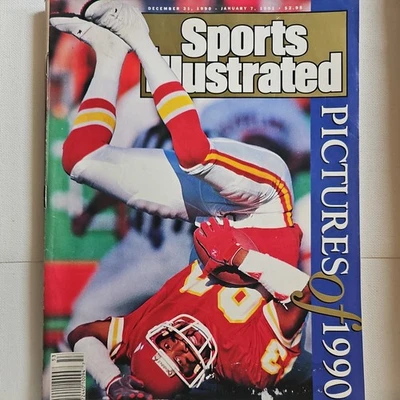 DECEMBER 31, 1990 - JANUARY 7, 1991 • $2.95
Sports
Illustrated
PICTURES of 1990